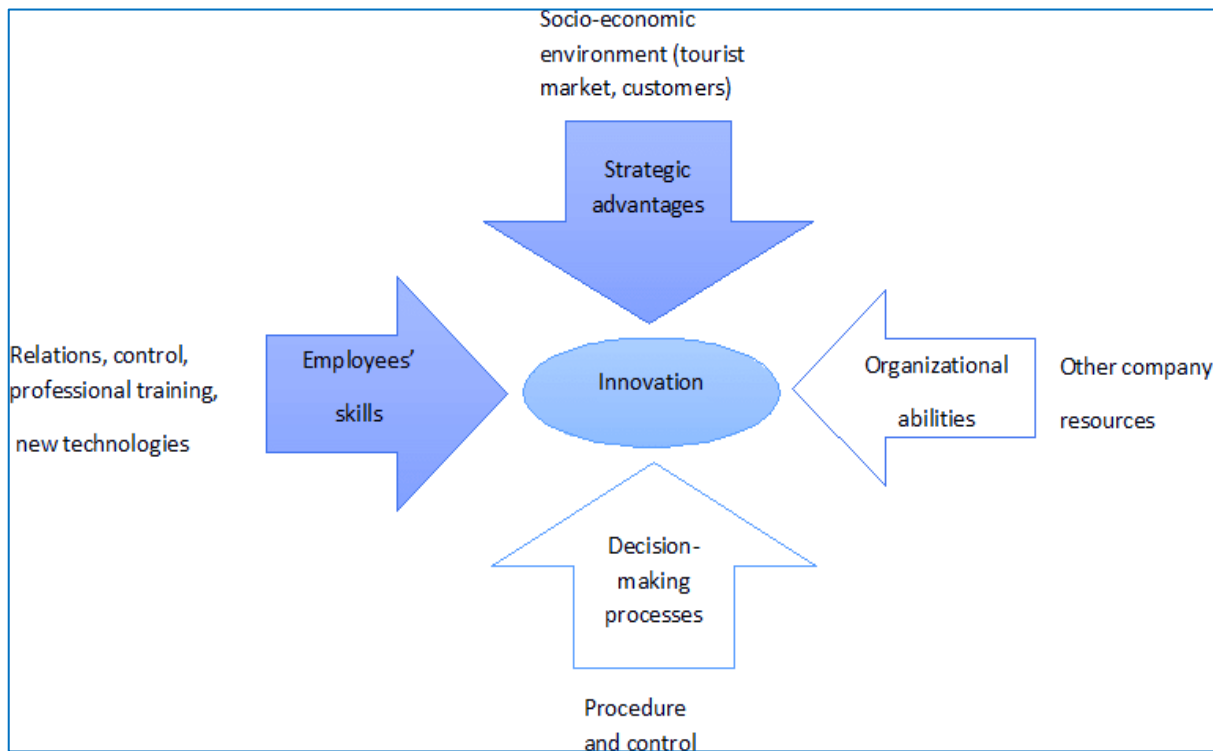 Socio-economic
environment (tourist
market, customers)
Strategic
advantages
Relations, control,
professional training,
new technologies
Employees'
skills
Innovation
Organizational
abilities
Other company
resources
Decision-
making
processes
Procedure
and control